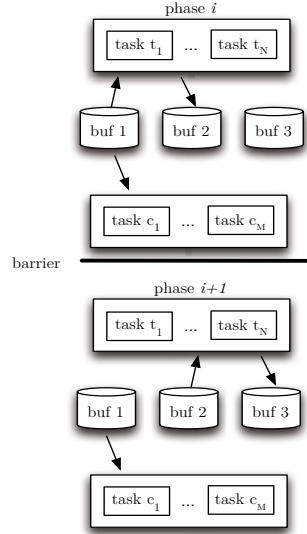 phase i
task t1 ... task tN
buf 1 buf 2 buf 3
task c1 ... task cM
barrier
phase i+1
task t1 ... task tN
buf 1 buf 2 buf 3
task c1 ... task cM